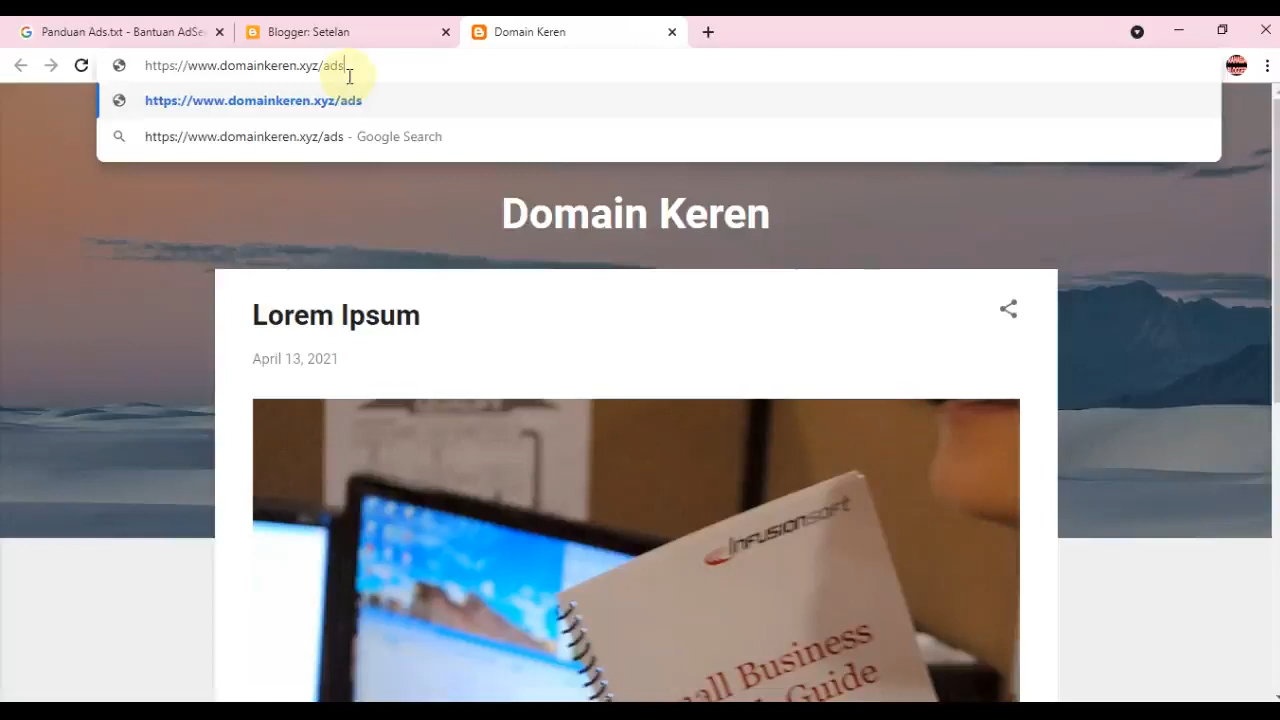 Panduan Ads.txt - Bantuan AdSe
Blogger: Setelan
Domain Keren
https://www.domainkeren.xyz/ads
https://www.domainkeren.xyz/ads
https://www.domainkeren.xyz/ads - Google Search
Domain Keren
Lorem Ipsum
April 13, 2021
Infusionsoft
all Business
Guide